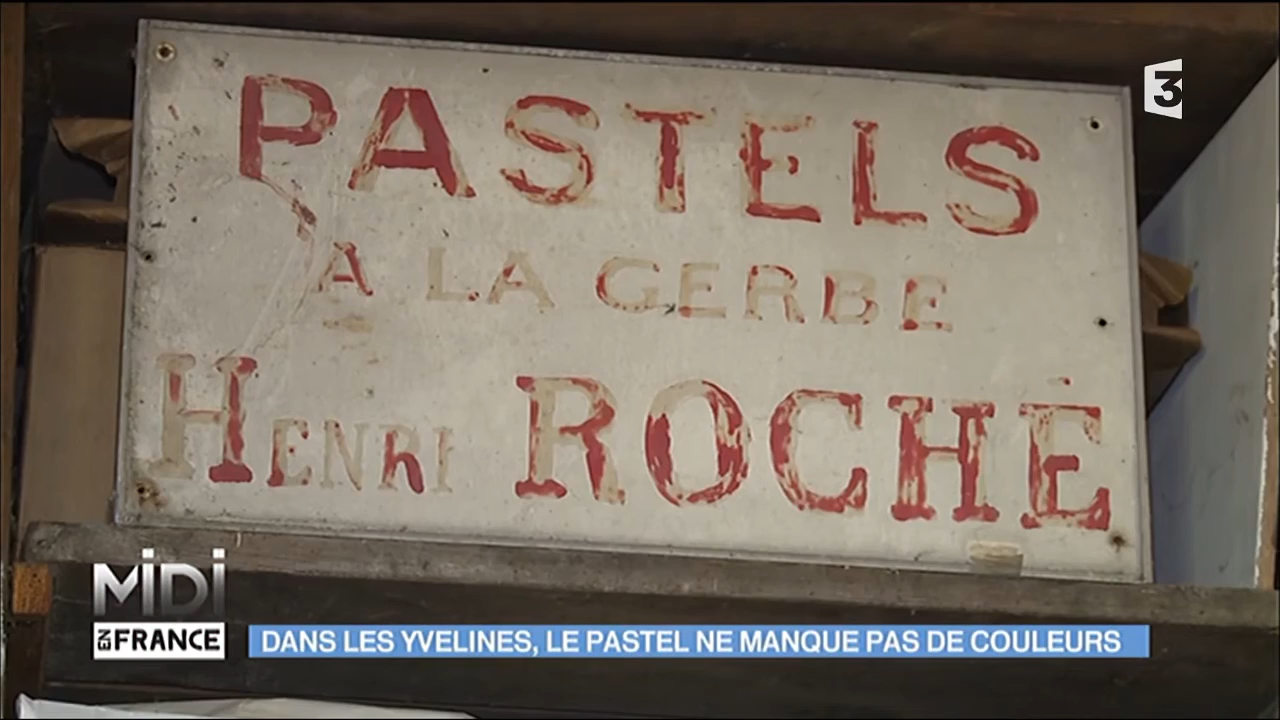 3
PASTELS
A LA GERBE
HENRI ROCHÉ
MIDI
EN FRANCE
DANS LES YVELINES, LE PASTEL NE MANQUE PAS DE COULEURS